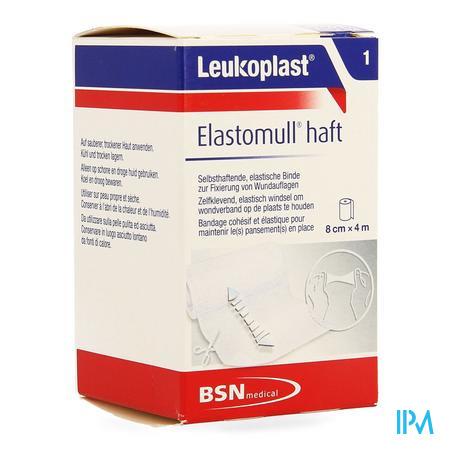 Leukoplast®
1
Elastomull® haft
Selbsthaftende, elastische Binde
zur Fixierung von Wundauflagen
Zelfklevend, elastisch windsel om
wondverband op de plaats te houden
Bandage cohésif et élastique pour
maintenir le(s) pansement(s) en place
8 cm x 4 m
Auf sauberer, trockener Haut anwenden.
Kühl und trocken lagern.
Alleen op schone en droge huid gebruiken.
Koel en droog bewaren.
Utiliser sur peau propre et sèche.
Conserver à l'abri de la chaleur et de l'humidité.
Da utilizzare sulla pelle pulita ed asciutta.
Conservare in luogo asciutto lontano
da fonti di calore.
BSN medical
IPM